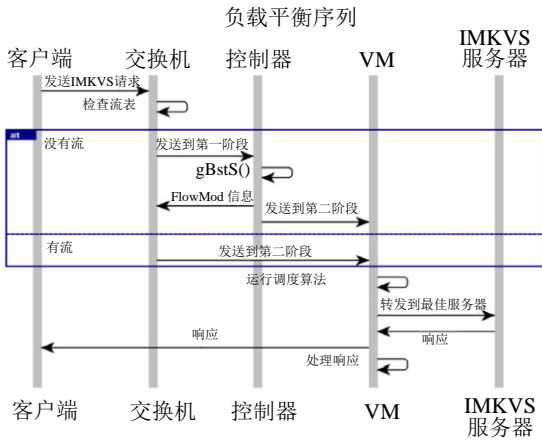 负载平衡序列
客户端
交换机
控制器
VM
IMKVS
服务器
发送IMKVS请求
检查流表
alt
没有流
发送到第一阶段
gBstS()
FlowMod 信息
发送到第二阶段
有流
发送到第二阶段
运行调度算法
转发到最佳服务器
响应
响应
处理响应
客户端
交换机
控制器
VM
IMKVS
服务器